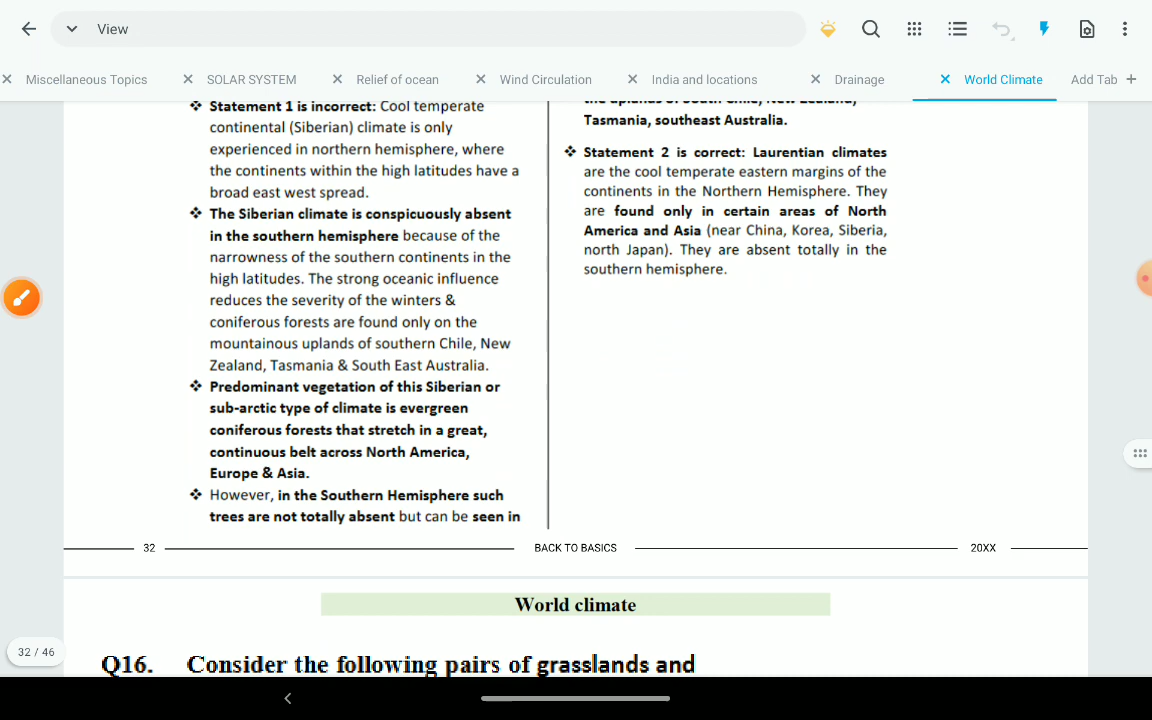 View
Miscellaneous Topics
SOLAR SYSTEM
Relief of ocean
Wind Circulation
India and locations
Drainage
World Climate
Add Tab +
❖ Statement 1 is incorrect: Cool temperate
continental (Siberian) climate is only
experienced in northern hemisphere, where
the continents within the high latitudes have a
broad east west spread.
❖ The Siberian climate is conspicuously absent
in the southern hemisphere because of the
narrowness of the southern continents in the
high latitudes. The strong oceanic influence
reduces the severity of the winters &
coniferous forests are found only on the
mountainous uplands of southern Chile, New
Zealand, Tasmania & South East Australia.
❖ Predominant vegetation of this Siberian or
sub-arctic type of climate is evergreen
coniferous forests that stretch in a great,
continuous belt across North America,
Europe & Asia.
❖ However, in the Southern Hemisphere such
trees are not totally absent but can be seen in
the uplands of South Chile, New Zealand,
Tasmania, southeast Australia.
❖ Statement 2 is correct: Laurentian climates
are the cool temperate eastern margins of the
continents in the Northern Hemisphere. They
are found only in certain areas of North
America and Asia (near China, Korea, Siberia,
north Japan). They are absent totally in the
southern hemisphere.
32
BACK TO BASICS
20XX
World climate
32 / 46
Q16. Consider the following pairs of grasslands and